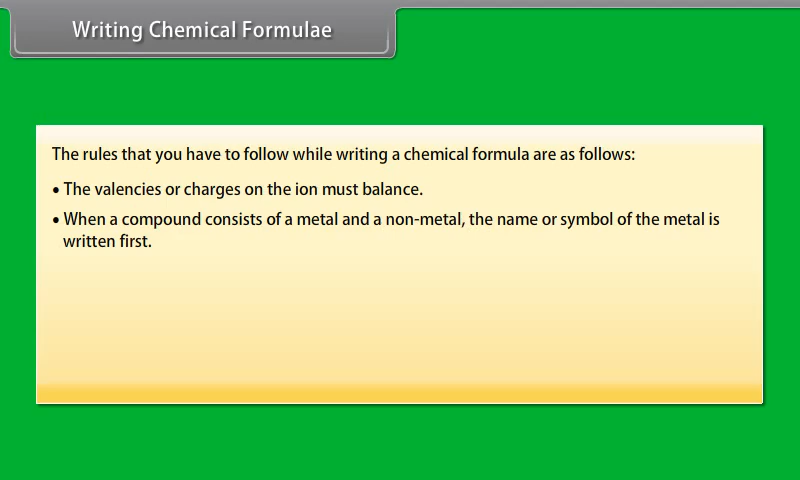 Writing Chemical Formulae
The rules that you have to follow while writing a chemical formula are as follows:
• The valencies or charges on the ion must balance.
• When a compound consists of a metal and a non-metal, the name or symbol of the metal is
written first.